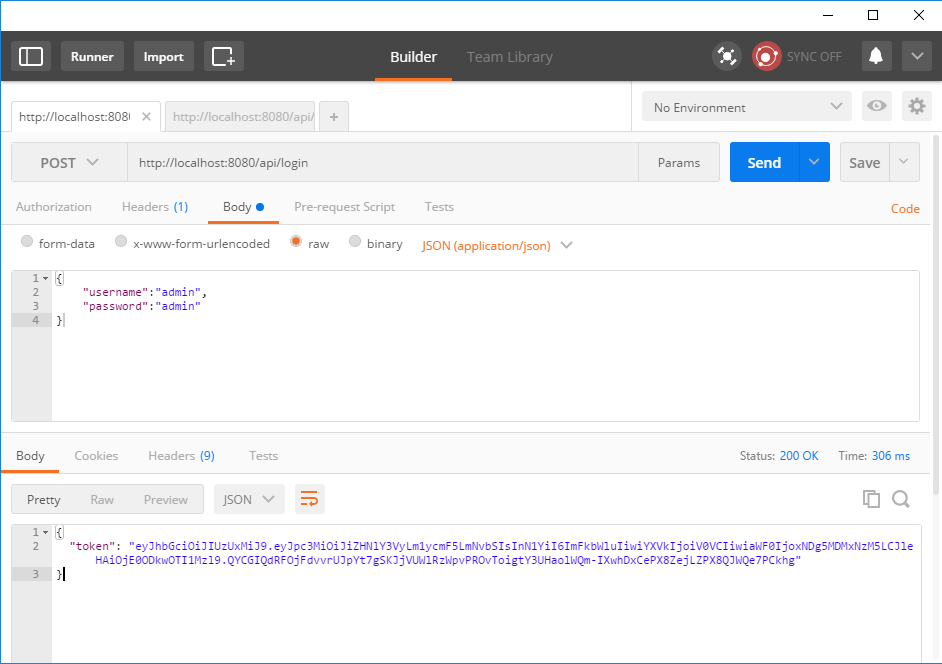 Runner Import Builder Team Library SYNC OFF
http://localhost:808 http://localhost:8080/api/ + No Environment
POST http://localhost:8080/api/login Params Send Save
Authorization Headers (1) Body Pre-request Script Tests Code
form-data x-www-form-urlencoded raw binary JSON (application/json)
1 {
2 "username":"admin",
3 "password":"admin"
4 }
Body Cookies Headers (9) Tests Status: 200 OK Time: 306 ms
Pretty Raw Preview JSON
1 {
2 "token": "eyJhbGciOiJIUzUxMiJ9.eyJpc3MiOiJiZHNlY3VyLm1ycmF5LmNvbSIsInN1YiI6ImFkbWluIiwiYXVkIjoiV0VCIiwiaWF0IjoxNDg5MDMxNzM5LCJle
HAiOjE0ODkwOTI1Mzl9.QYCGIQdRFOjFdvvrUJpYt7gSKJjVUWlRzWpvPROvToigtY3UHaolWQm-IXwhDxCePX8ZejLZPX8QJWQe7PCkhg"
3 }